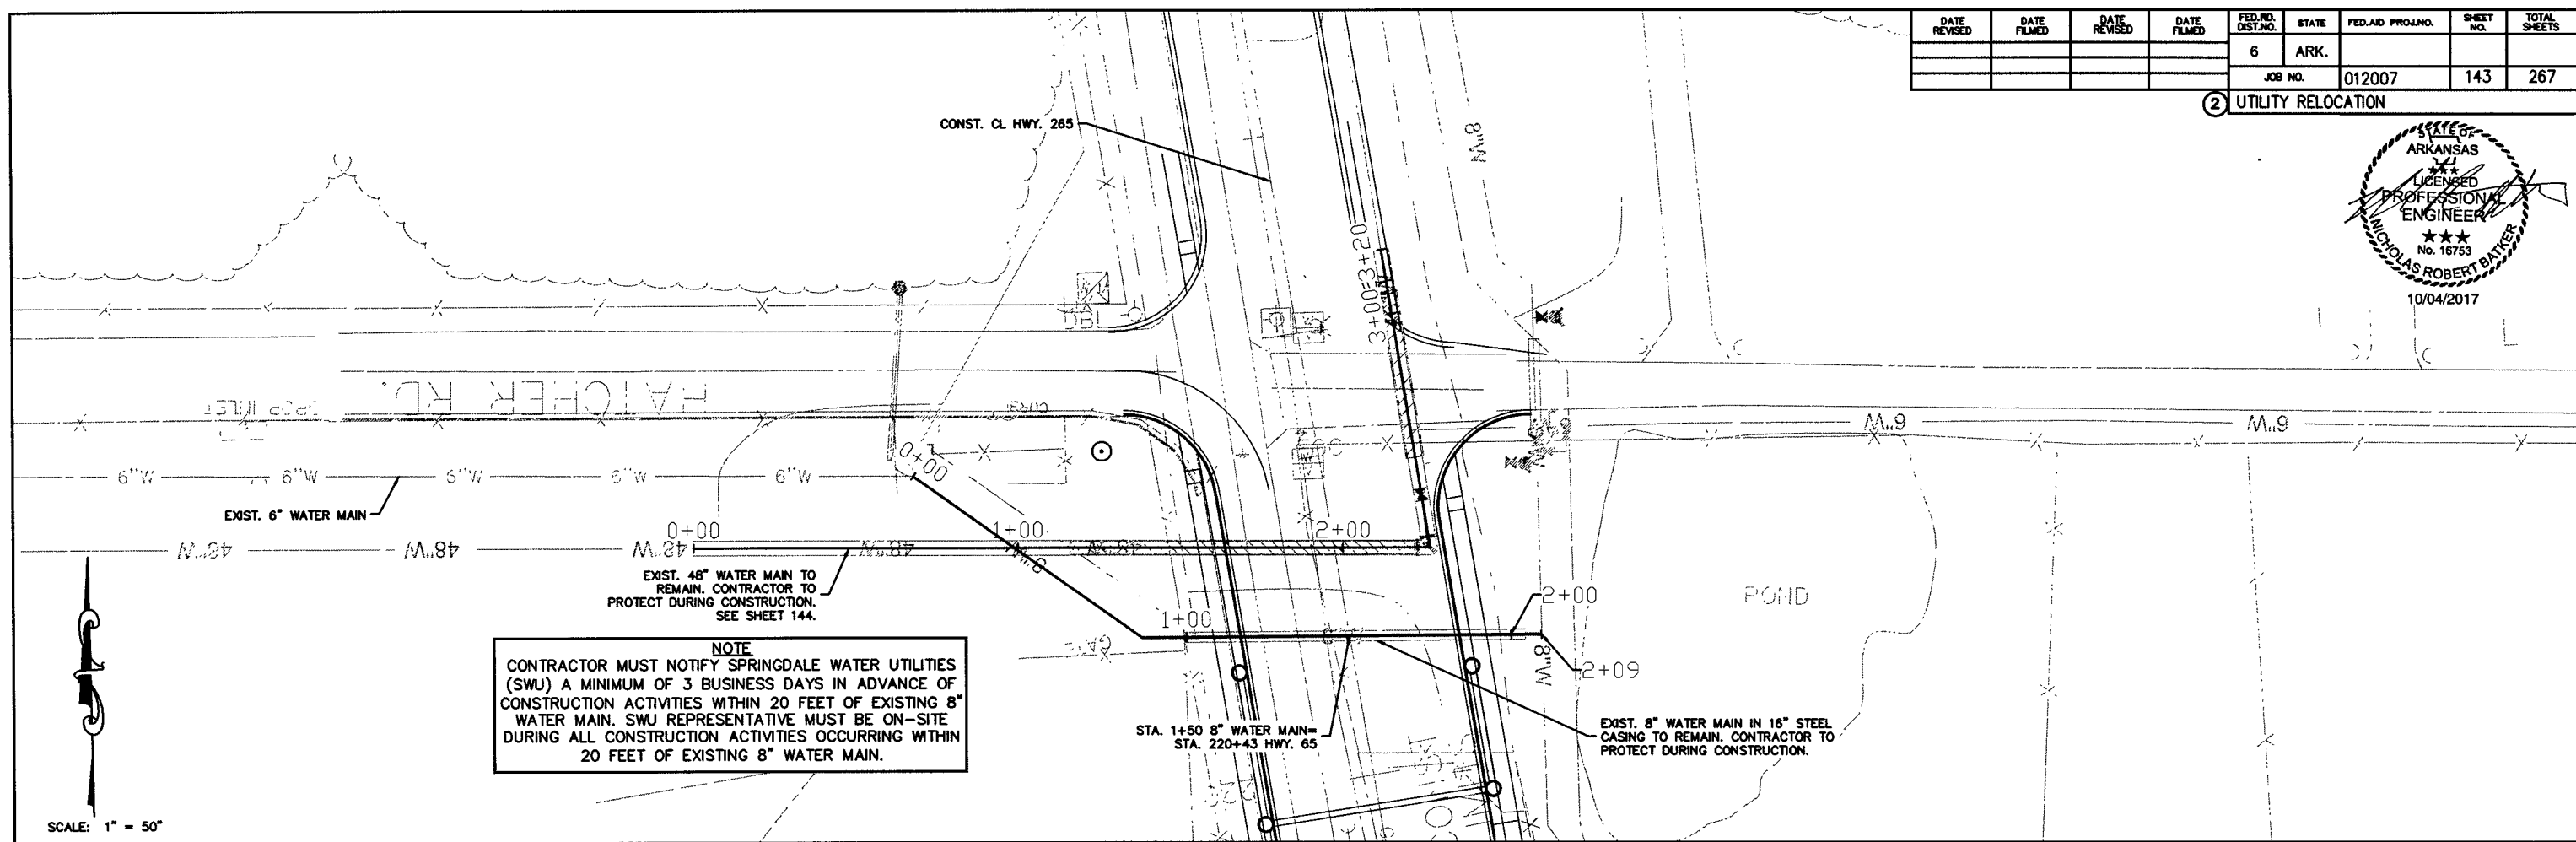 DATE REVISED
DATE FILMED
DATE REVISED
DATE FILMED
FED.RD. DIST.NO.
STATE
FED.AID PROJ.NO.
SHEET NO.
TOTAL SHEETS
6
ARK.
JOB NO.
012007
143
267
2 UTILITY RELOCATION
STATE OF
ARKANSAS
LICENSED
PROFESSIONAL
ENGINEER
No. 16753
NICHOLAS ROBERT BATKER
10/04/2017
CONST. CL HWY. 265
8"W
3+00=3+20
HATCHER RD.
DROP INLET
CURB
6"W
6"W
0+00
6"W
6"W
6"W
6"W
EXIST. 6" WATER MAIN
0+00
1+00
2+00
48"W
48"W
48"W
48"W
EXIST. 48" WATER MAIN TO
REMAIN. CONTRACTOR TO
PROTECT DURING CONSTRUCTION.
SEE SHEET 144.
1+00
2+00
POND
GATE
8"W
2+09
NOTE
CONTRACTOR MUST NOTIFY SPRINGDALE WATER UTILITIES
(SWU) A MINIMUM OF 3 BUSINESS DAYS IN ADVANCE OF
CONSTRUCTION ACTIVITIES WITHIN 20 FEET OF EXISTING 8"
WATER MAIN. SWU REPRESENTATIVE MUST BE ON-SITE
DURING ALL CONSTRUCTION ACTIVITIES OCCURRING WITHIN
20 FEET OF EXISTING 8" WATER MAIN.
STA. 1+50 8" WATER MAIN=
STA. 220+43 HWY. 65
EXIST. 8" WATER MAIN IN 16" STEEL
CASING TO REMAIN. CONTRACTOR TO
PROTECT DURING CONSTRUCTION.
SCALE: 1" = 50"